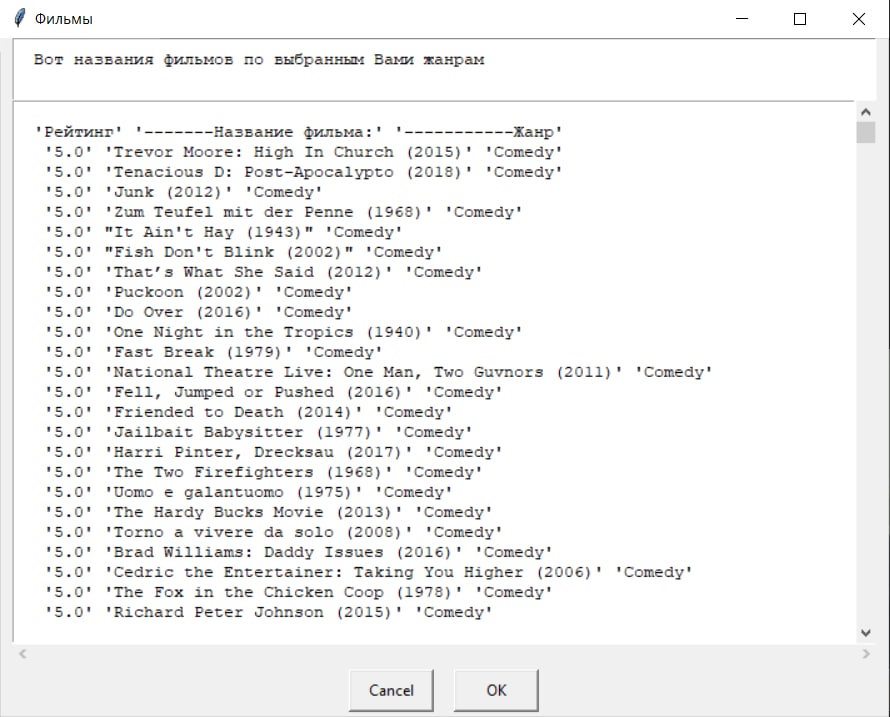 Фильмы
Вот названия фильмов по выбранным Вами жанрам
'Рейтинг' '-------Название фильма:' '-----------Жанр'
'5.0' 'Trevor Moore: High In Church (2015)' 'Comedy'
'5.0' 'Tenacious D: Post-Apocalypto (2018)' 'Comedy'
'5.0' 'Junk (2012)' 'Comedy'
'5.0' 'Zum Teufel mit der Penne (1968)' 'Comedy'
'5.0' "It Ain't Hay (1943)" 'Comedy'
'5.0' "Fish Don't Blink (2002)" 'Comedy'
'5.0' 'That’s What She Said (2012)' 'Comedy'
'5.0' 'Puckoon (2002)' 'Comedy'
'5.0' 'Do Over (2016)' 'Comedy'
'5.0' 'One Night in the Tropics (1940)' 'Comedy'
'5.0' 'Fast Break (1979)' 'Comedy'
'5.0' 'National Theatre Live: One Man, Two Guvnors (2011)' 'Comedy'
'5.0' 'Fell, Jumped or Pushed (2016)' 'Comedy'
'5.0' 'Friended to Death (2014)' 'Comedy'
'5.0' 'Jailbait Babysitter (1977)' 'Comedy'
'5.0' 'Harri Pinter, Drecksau (2017)' 'Comedy'
'5.0' 'The Two Firefighters (1968)' 'Comedy'
'5.0' 'Uomo e galantuomo (1975)' 'Comedy'
'5.0' 'The Hardy Bucks Movie (2013)' 'Comedy'
'5.0' 'Torno a vivere da solo (2008)' 'Comedy'
'5.0' 'Brad Williams: Daddy Issues (2016)' 'Comedy'
'5.0' 'Cedric the Entertainer: Taking You Higher (2006)' 'Comedy'
'5.0' 'The Fox in the Chicken Coop (1978)' 'Comedy'
'5.0' 'Richard Peter Johnson (2015)' 'Comedy'
Cancel OK